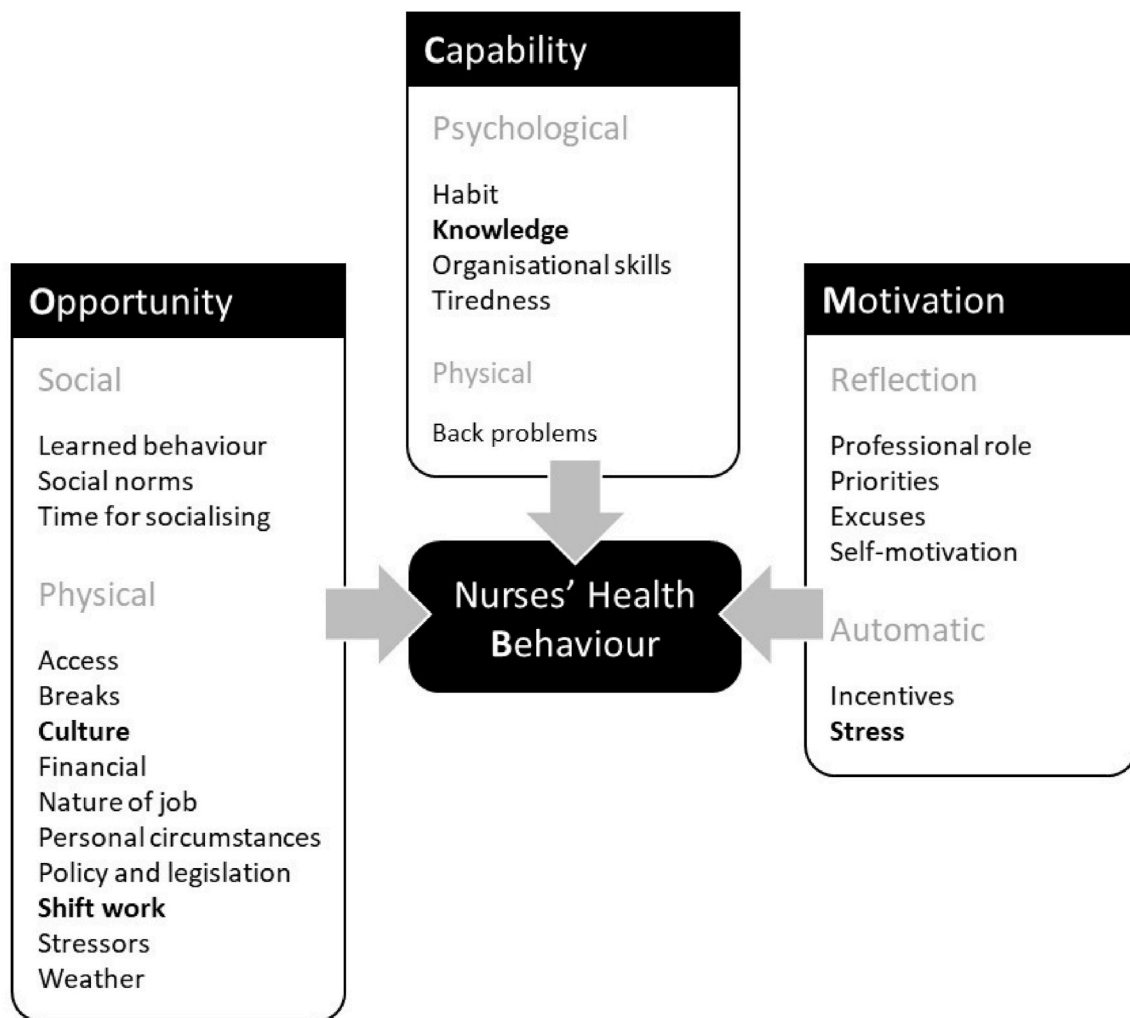 Capability
Psychological
Habit
Knowledge
Organisational skills
Tiredness
Physical
Back problems
Opportunity
Social
Learned behaviour
Social norms
Time for socialising
Physical
Access
Breaks
Culture
Financial
Nature of job
Personal circumstances
Policy and legislation
Shift work
Stressors
Weather
Motivation
Reflection
Professional role
Priorities
Excuses
Self-motivation
Automatic
Incentives
Stress
Nurses’ Health
Behaviour